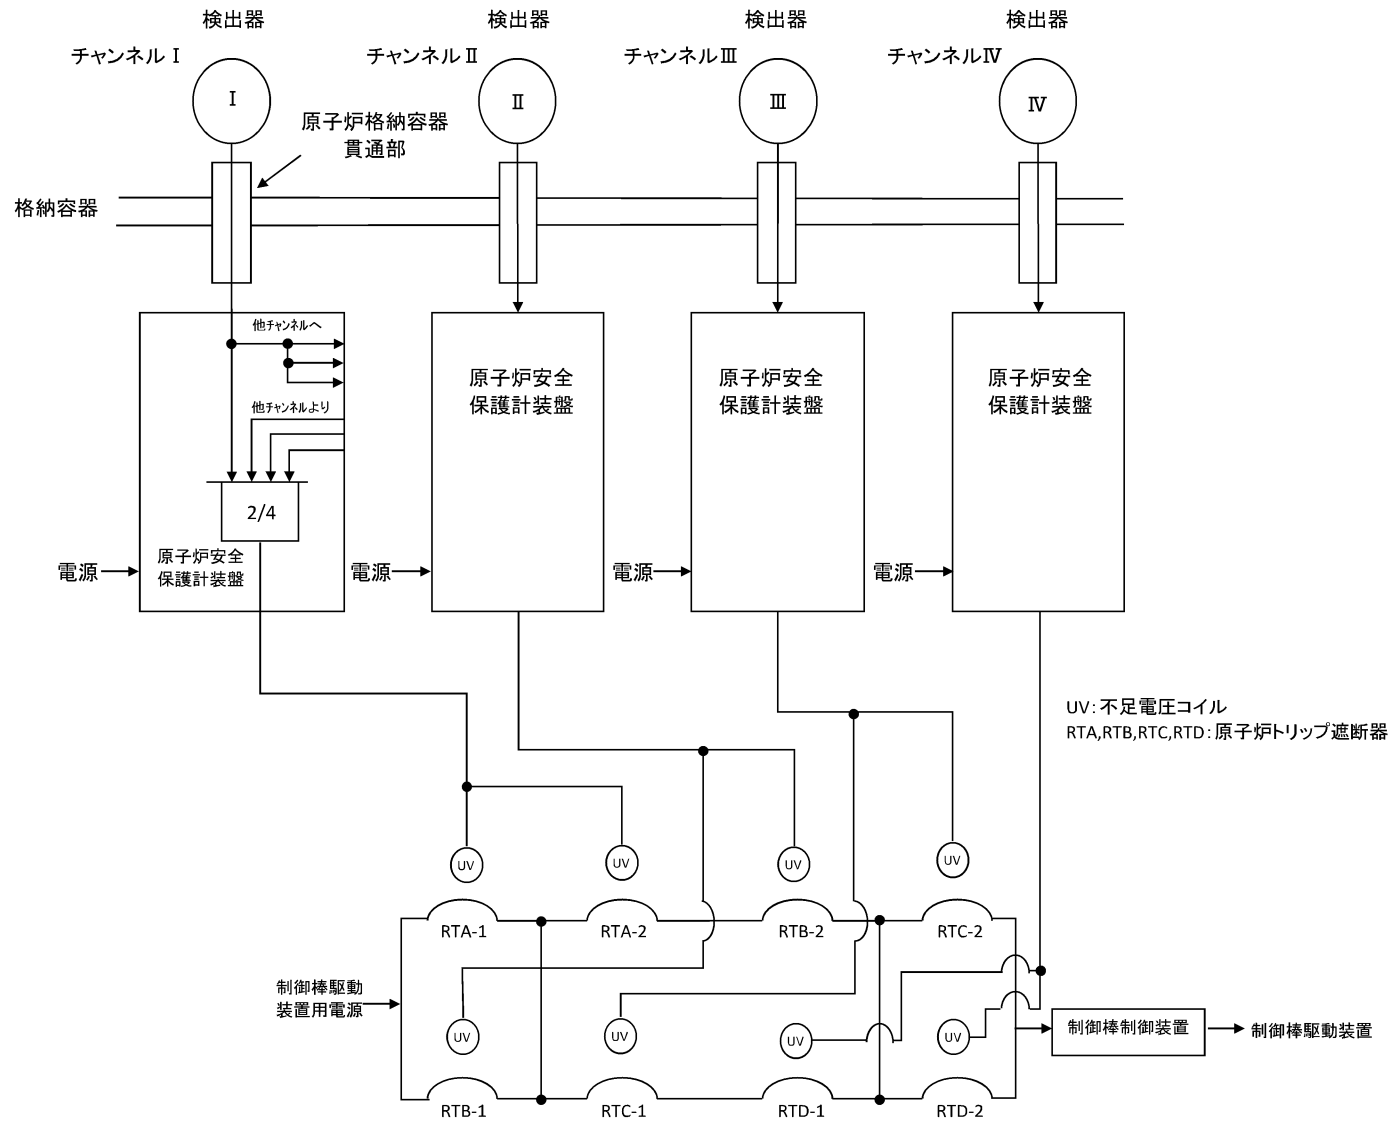 検出器
検出器
検出器
検出器
チャンネルⅠ
チャンネルⅡ
チャンネルⅢ
チャンネルⅣ
Ⅰ
Ⅱ
Ⅲ
Ⅳ
原子炉格納容器
貫通部
格納容器
他チャンネルへ
他チャンネルより
2/4
原子炉安全
保護計装盤
原子炉安全
保護計装盤
原子炉安全
保護計装盤
原子炉安全
保護計装盤
電源
電源
電源
電源
UV:不足電圧コイル
RTA,RTB,RTC,RTD:原子炉トリップ遮断器
UV
UV
UV
UV
RTA-1
RTA-2
RTB-2
RTC-2
制御棒駆動
装置用電源
UV
UV
UV
UV
制御棒制御装置
制御棒駆動装置
RTB-1
RTC-1
RTD-1
RTD-2